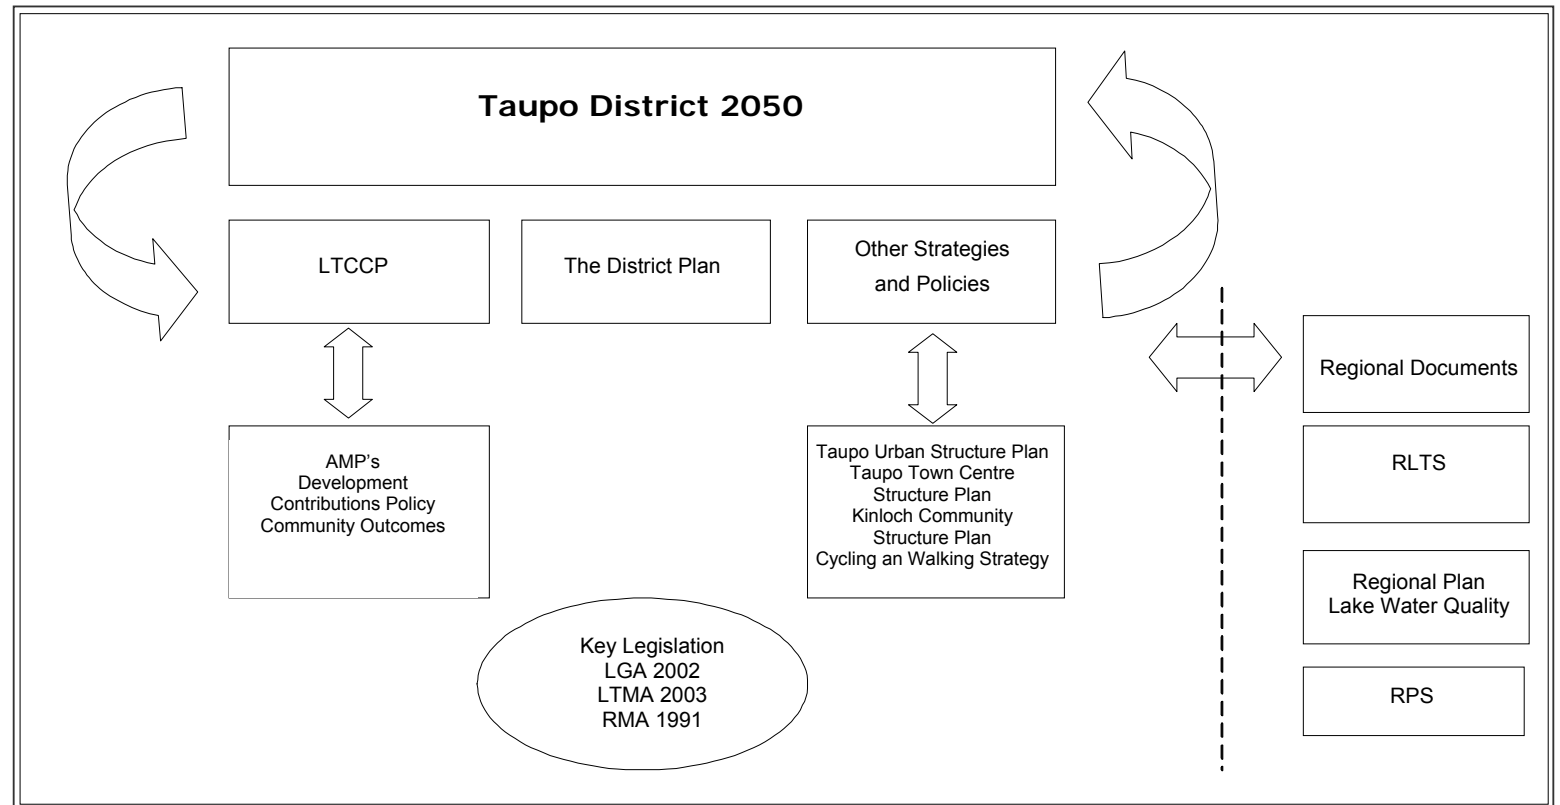 Taupo District 2050
LTCCP
The District Plan
Other Strategies
and Policies
AMP's
Development
Contributions Policy
Community Outcomes
Taupo Urban Structure Plan
Taupo Town Centre
Structure Plan
Kinloch Community
Structure Plan
Cycling an Walking Strategy
Key Legislation
LGA 2002
LTMA 2003
RMA 1991
Regional Documents
RLTS
Regional Plan
Lake Water Quality
RPS